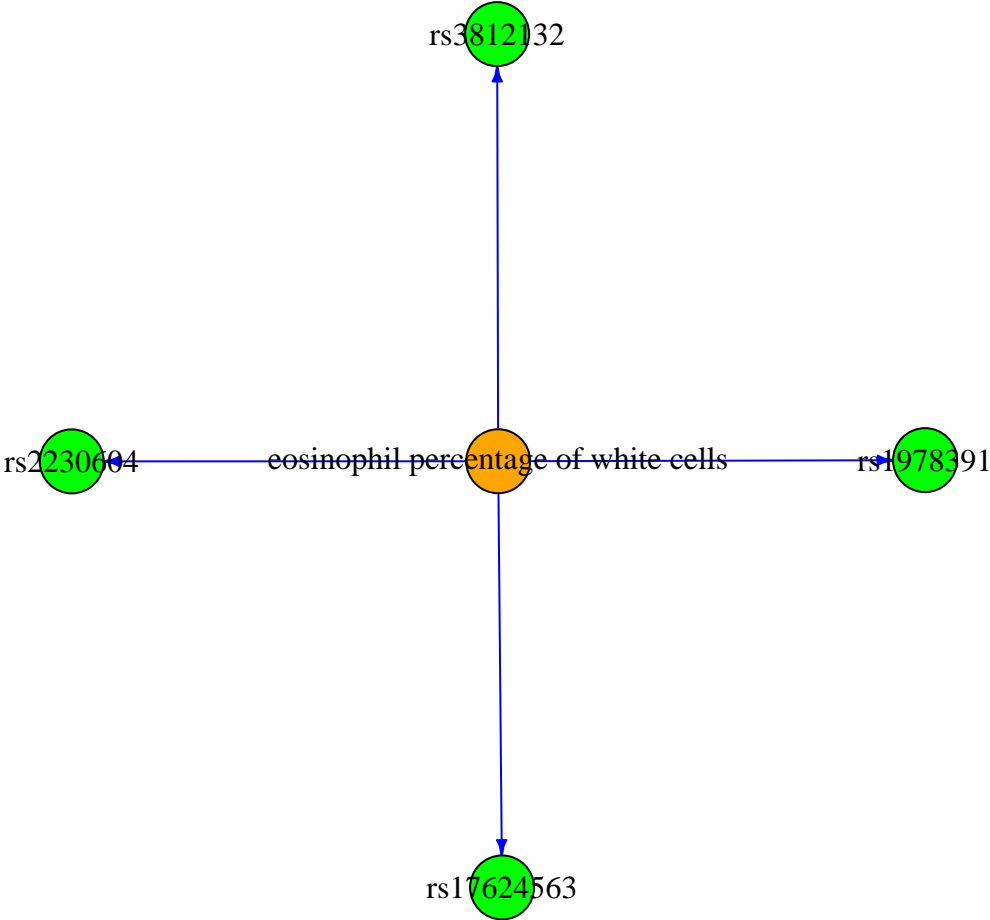 rs3812132
rs2230604
eosinophil percentage of white cells
rs1978391
rs17624563